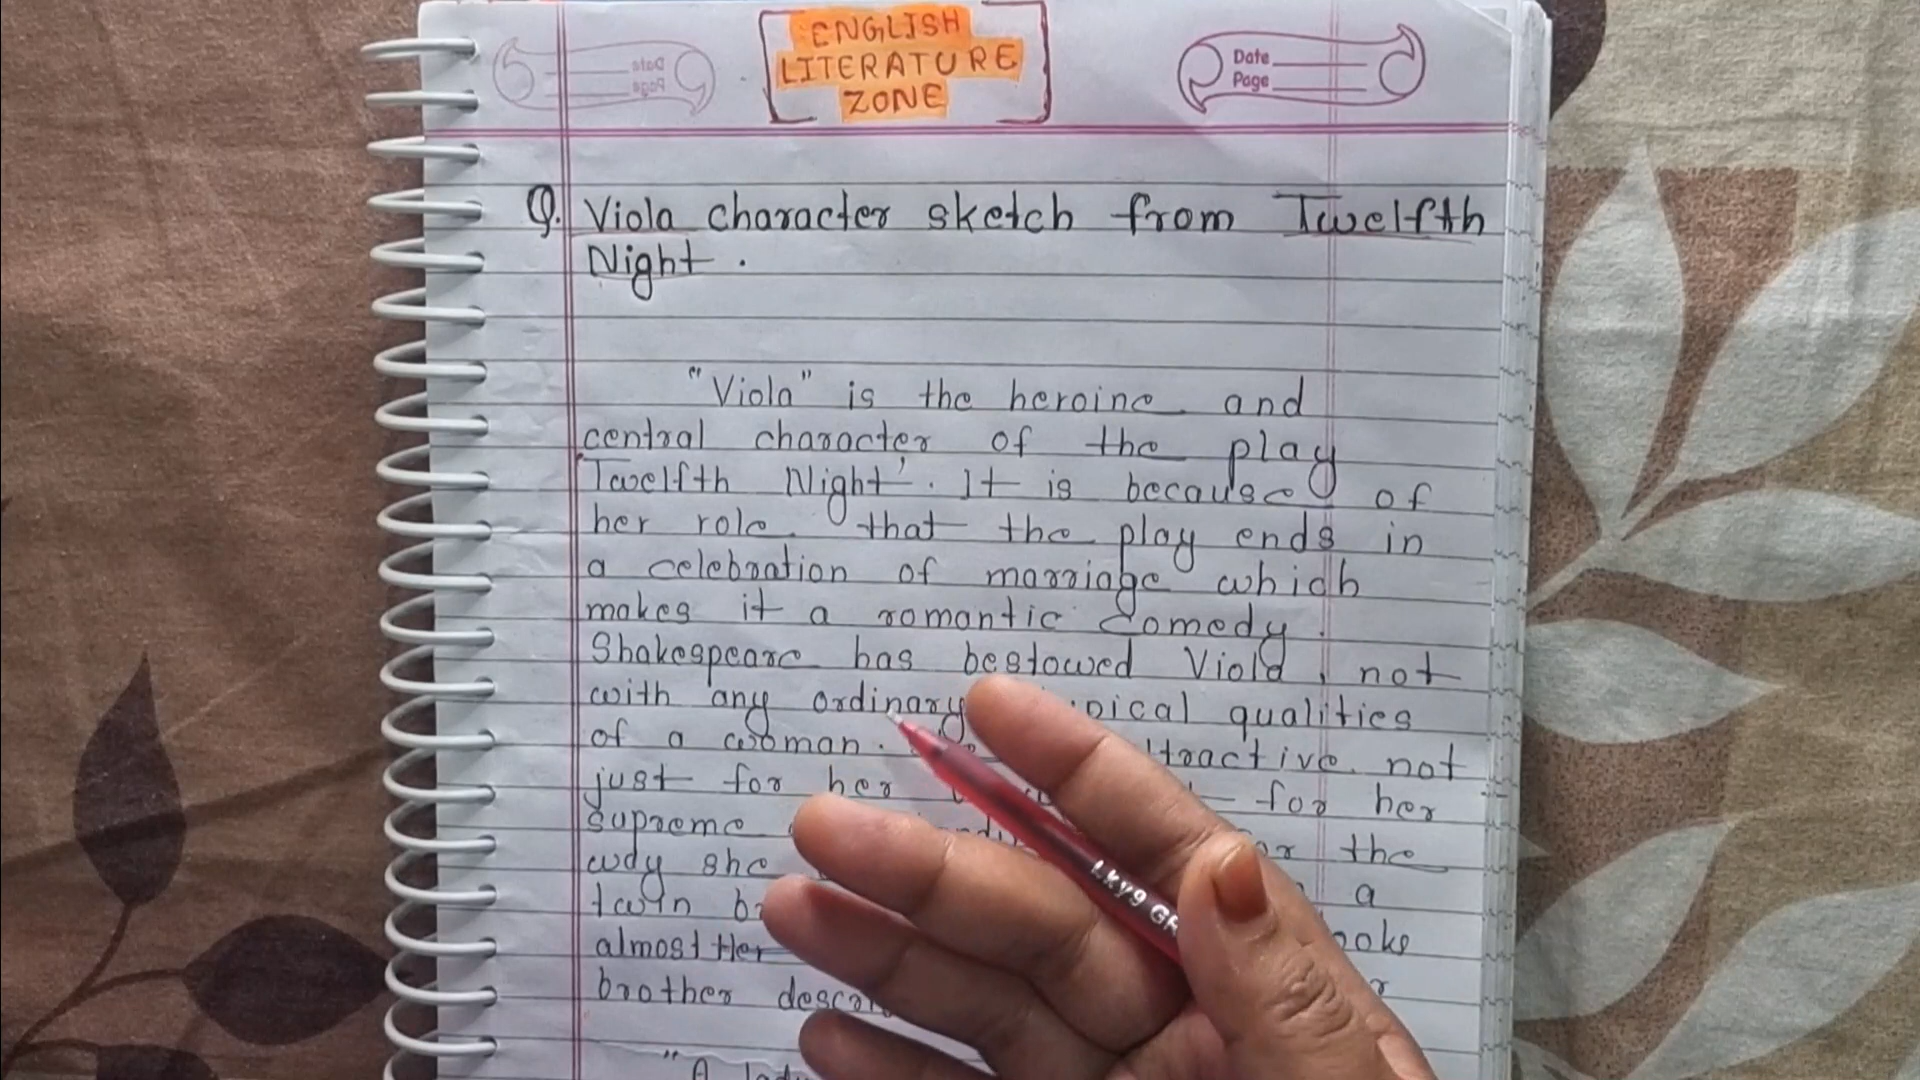 ENGLISH
LITERATURE
ZONE
Date
Page
Q. Viola character sketch from Twelfth
Night.
"Viola" is the heroine and
central character of the play
'Twelfth Night'. It is because of
her role that the play ends in
a celebration of marriage which
makes it a romantic comedy.
Shakespeare has bestowed Viola, not
with any ordinary qualities
of a woman. not
just for her for her
supreme
way she the
twin a
almost Her
brother
"A
Lky9